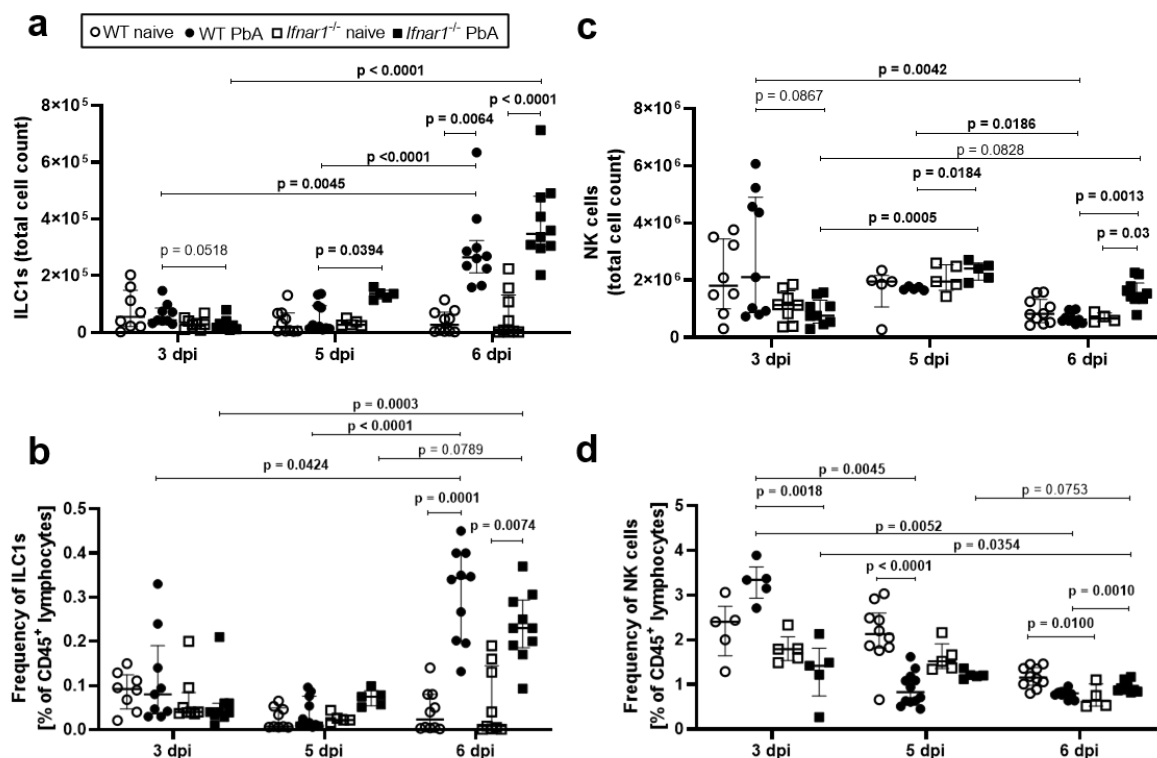 a
WT naive WT PbA Ifnar1-/- naive Ifnar1-/- PbA
p < 0.0001
p = 0.0064
p < 0.0001
p <0.0001
p = 0.0045
p = 0.0518
p = 0.0394
ILC1s (total cell count)
8×10⁵
6×10⁵
4×10⁵
2×10⁵
0
3 dpi 5 dpi 6 dpi
b
p = 0.0003
p < 0.0001
p = 0.0789
p = 0.0424
p = 0.0001
p = 0.0074
Frequency of ILC1s
[% of CD45⁺ lymphocytes]
0.5
0.4
0.3
0.2
0.1
0.0
3 dpi 5 dpi 6 dpi
c
p = 0.0042
p = 0.0867
p = 0.0186
p = 0.0828
p = 0.0184
p = 0.0013
p = 0.0005
p = 0.03
NK cells
(total cell count)
8×10⁶
6×10⁶
4×10⁶
2×10⁶
0
3 dpi 5 dpi 6 dpi
d
p = 0.0045
p = 0.0018
p = 0.0753
p = 0.0052
p = 0.0354
p < 0.0001
p = 0.0010
p = 0.0100
Frequency of NK cells
[% of CD45⁺ lymphocytes]
5
4
3
2
1
0
3 dpi 5 dpi 6 dpi